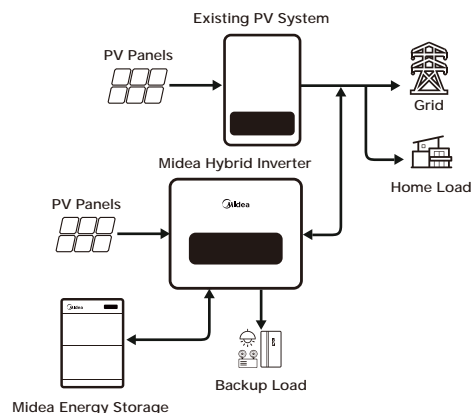 Existing PV System
PV Panels
Grid
Midea Hybrid Inverter
Home Load
Midea
PV Panels
Midea
Backup Load
Midea Energy Storage